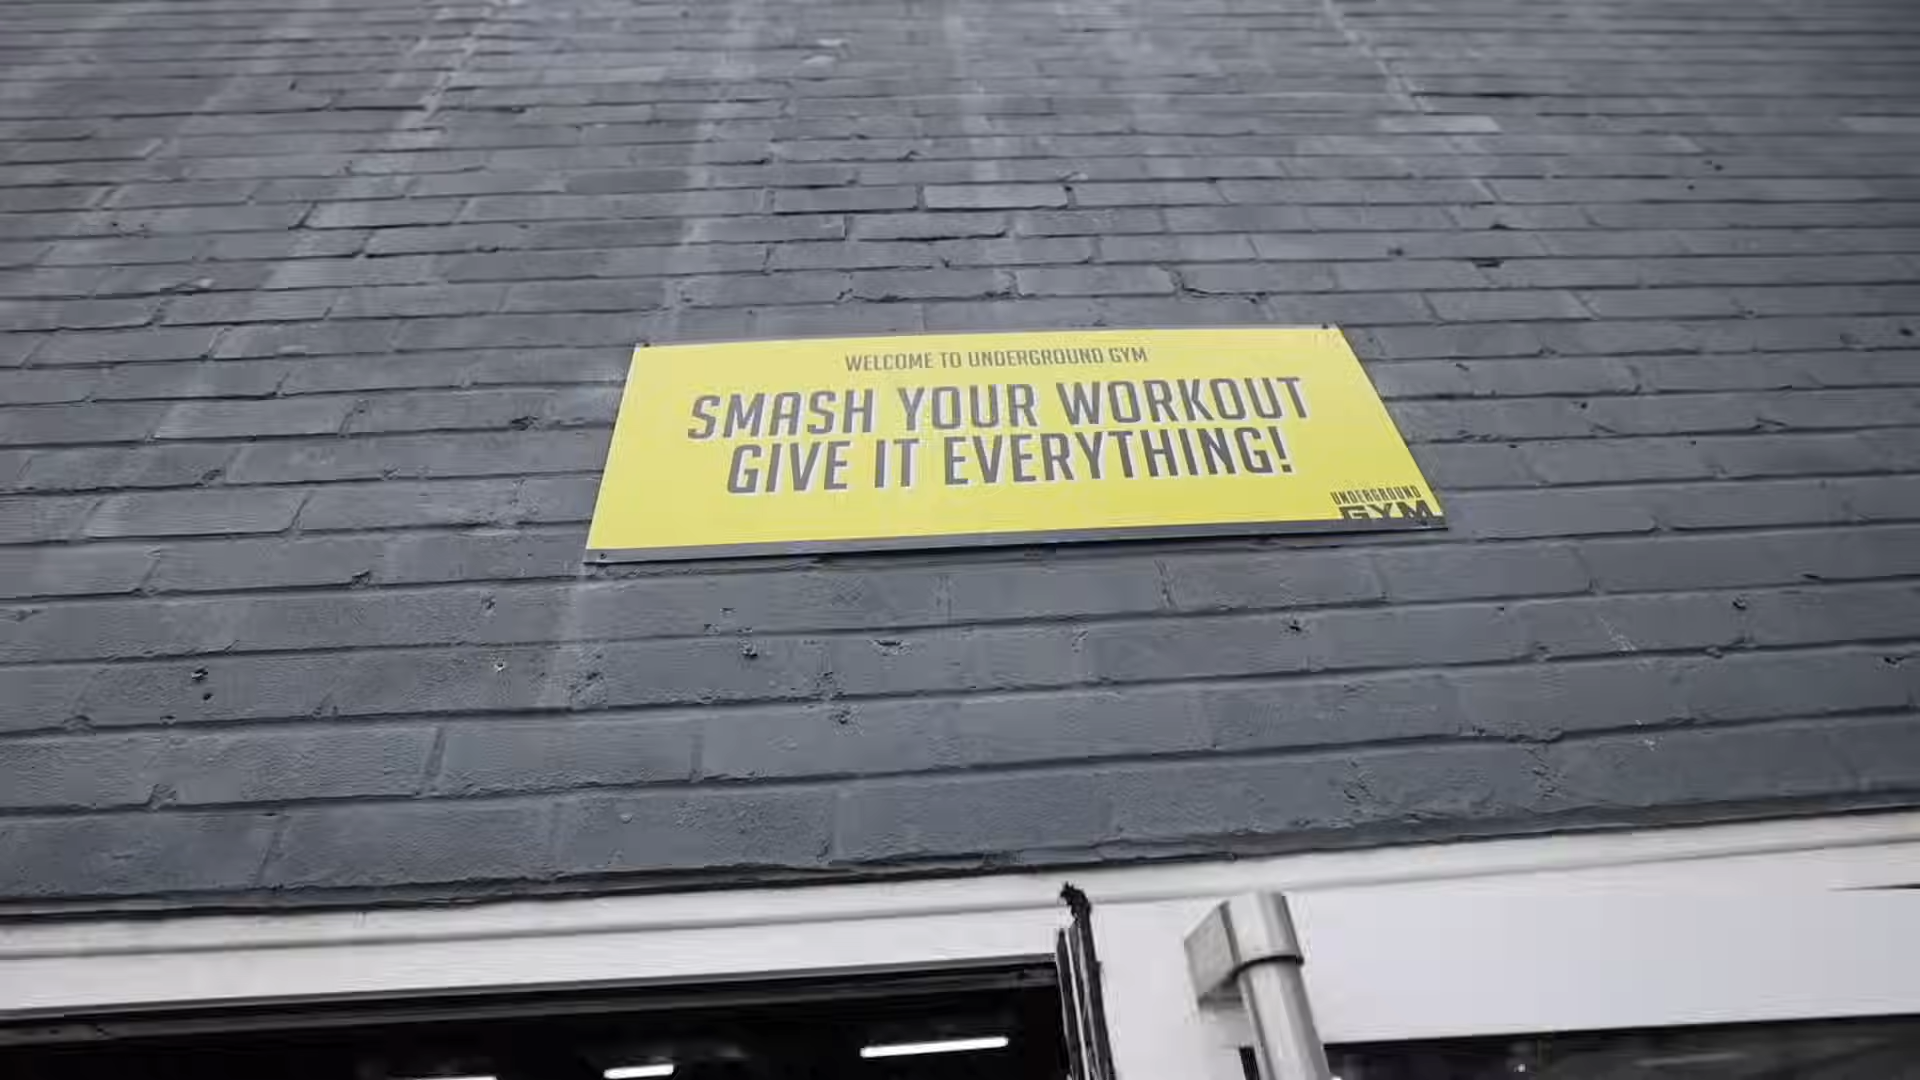 WELCOME TO UNDERGROUND GYM
SMASH YOUR WORKOUT
GIVE IT EVERYTHING!
UNDERGROUND
GYM